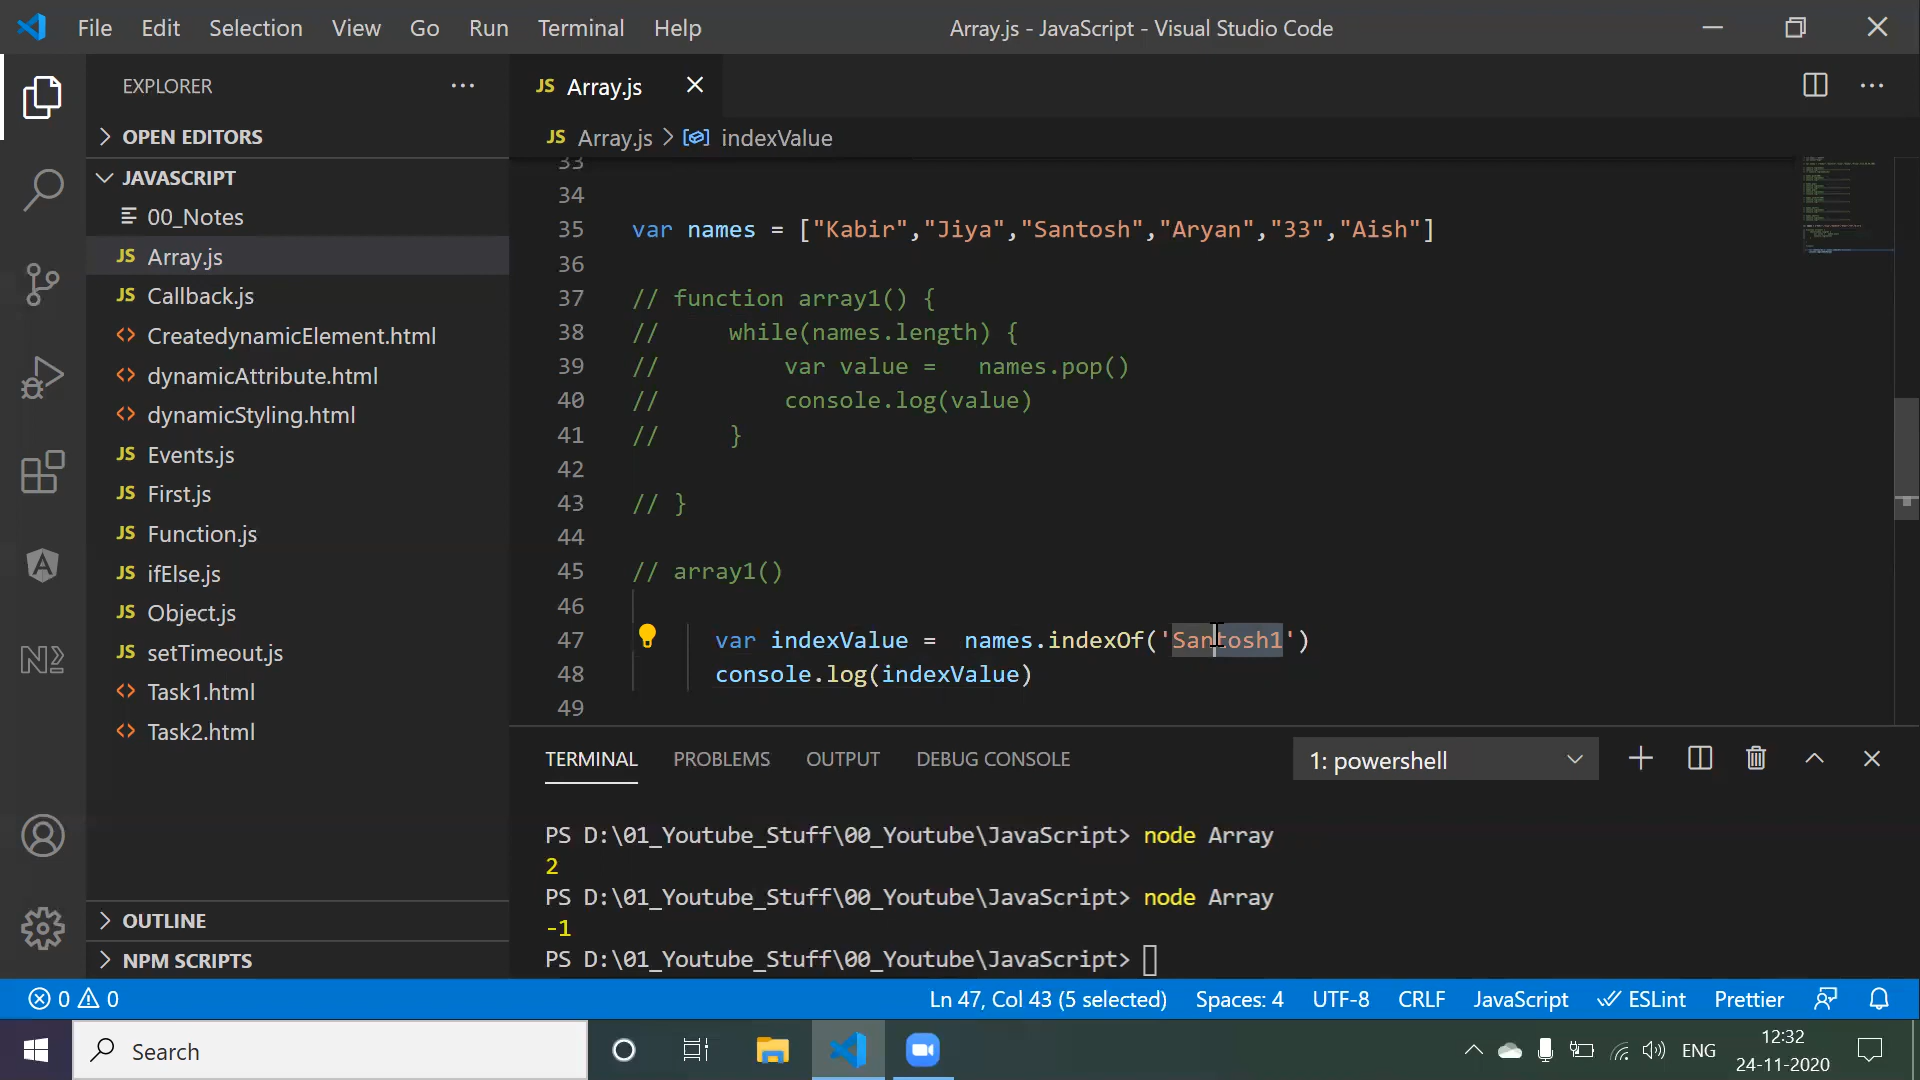 File Edit Selection View Go Run Terminal Help
Array.js - JavaScript - Visual Studio Code
EXPLORER
OPEN EDITORS
JAVASCRIPT
00_Notes
JS Array.js
JS Callback.js
<> CreatedynamicElement.html
<> dynamicAttribute.html
<> dynamicStyling.html
JS Events.js
JS First.js
JS Function.js
JS ifElse.js
JS Object.js
JS setTimeout.js
<> Task1.html
<> Task2.html
OUTLINE
NPM SCRIPTS
JS Array.js
JS Array.js > indexValue
33
34
35 var names = ["Kabir","Jiya","Santosh","Aryan","33","Aish"]
36
37 // function array1() {
38 //     while(names.length) {
39 //         var value =   names.pop()
40 //         console.log(value)
41 //     }
42
43 // }
44
45 // array1()
46
47 var indexValue =  names.indexOf('Santosh1')
48 console.log(indexValue)
49
TERMINAL PROBLEMS OUTPUT DEBUG CONSOLE
1: powershell
PS D:\01_Youtube_Stuff\00_Youtube\JavaScript> node Array
2
PS D:\01_Youtube_Stuff\00_Youtube\JavaScript> node Array
-1
PS D:\01_Youtube_Stuff\00_Youtube\JavaScript>
0 0
Ln 47, Col 43 (5 selected) Spaces: 4 UTF-8 CRLF JavaScript ESLint Prettier
Search
ENG
12:32
24-11-2020